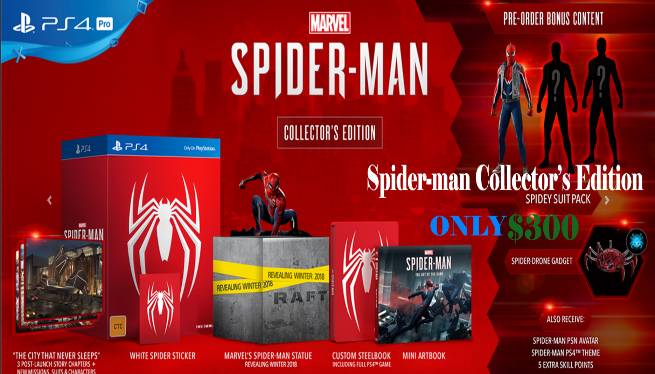 PS4 Pro
MARVEL
SPIDER-MAN
COLLECTOR'S EDITION
PRE-ORDER BONUS CONTENT
?
?
Spider-man Collector's Edition
SPIDEY SUIT PACK
ONLY$300
SPIDER-DRONE GADGET
ALSO RECEIVE:
SPIDER-MAN PSN AVATAR
SPIDER-MAN PS4™ THEME
5 EXTRA SKILL POINTS
PS4
Only On PlayStation
MARVEL
SPIDER-MAN
CTC
REVEALING WINTER 2018
REVEALING WINTER 2018
RAFT
MARVEL
SPIDER-MAN
THE ART OF THE GAME
"THE CITY THAT NEVER SLEEPS"
3 POST-LAUNCH STORY CHAPTERS +
NEW MISSIONS, SUITS & CHARACTERS
WHITE SPIDER STICKER
MARVEL'S SPIDER-MAN STATUE
REVEALING WINTER 2018
CUSTOM STEELBOOK
INCLUDING FULL PS4™ GAME
MINI ARTBOOK